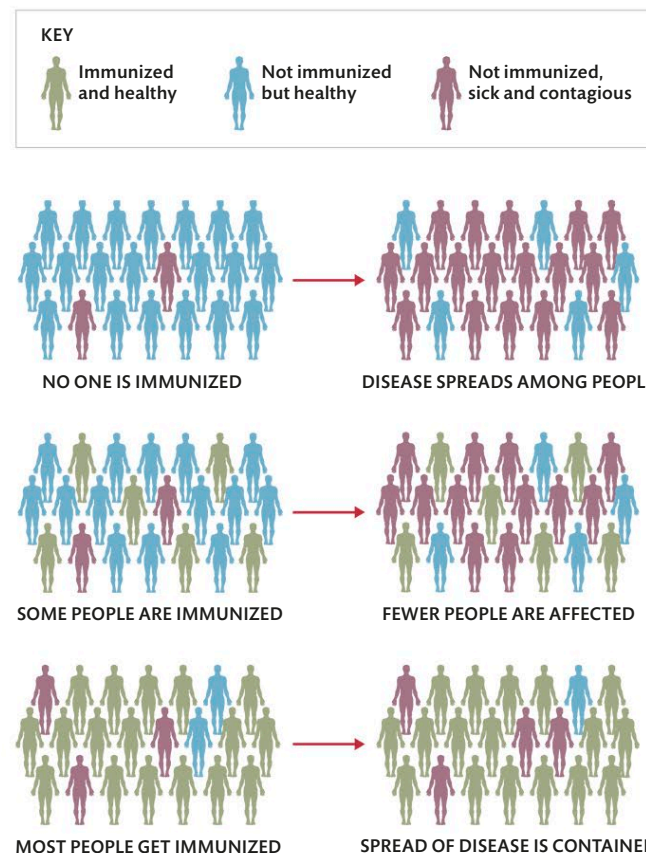 KEY
Immunized
and healthy
Not immunized
but healthy
Not immunized,
sick and contagious
NO ONE IS IMMUNIZED
DISEASE SPREADS AMONG PEOPL
SOME PEOPLE ARE IMMUNIZED
FEWER PEOPLE ARE AFFECTED
MOST PEOPLE GET IMMUNIZED
SPREAD OF DISEASE IS CONTAINE